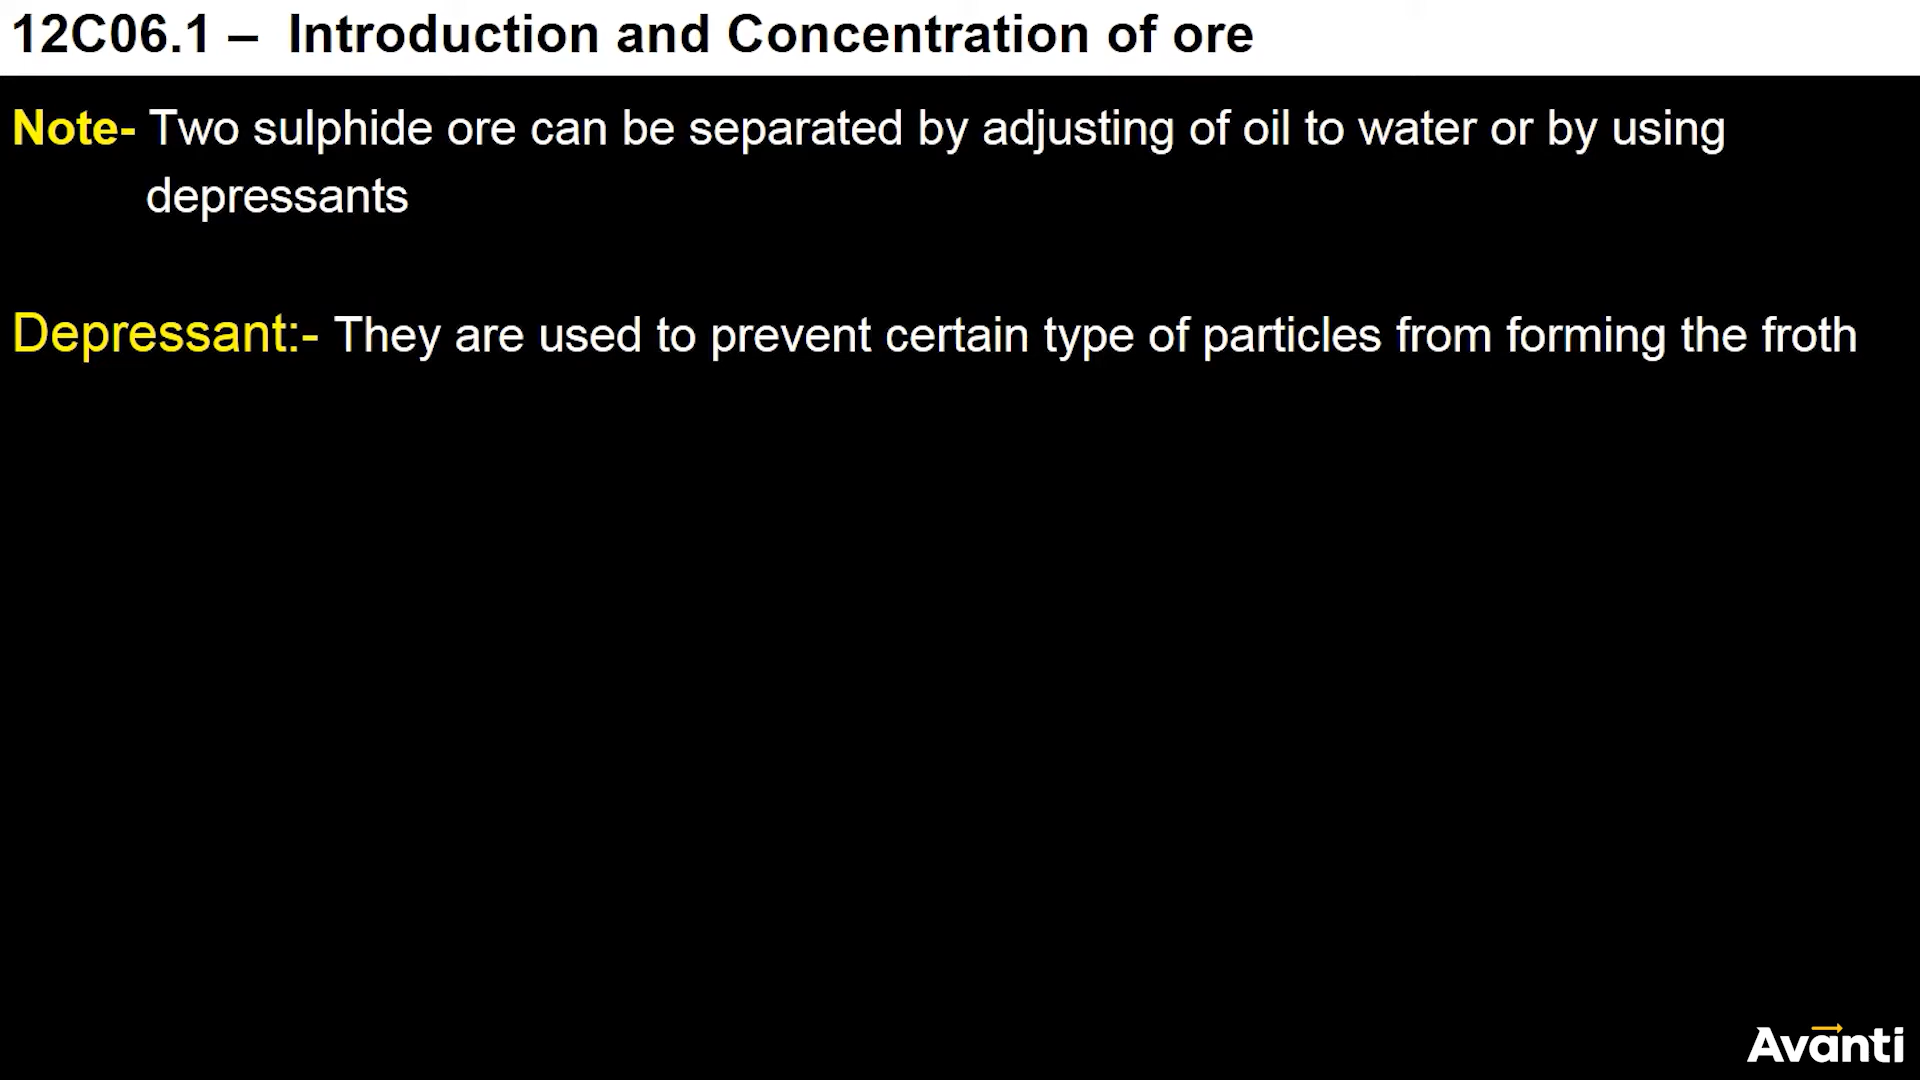 12C06.1 – Introduction and Concentration of ore
Note- Two sulphide ore can be separated by adjusting of oil to water or by using
depressants
Depressant:- They are used to prevent certain type of particles from forming the froth
Avanti